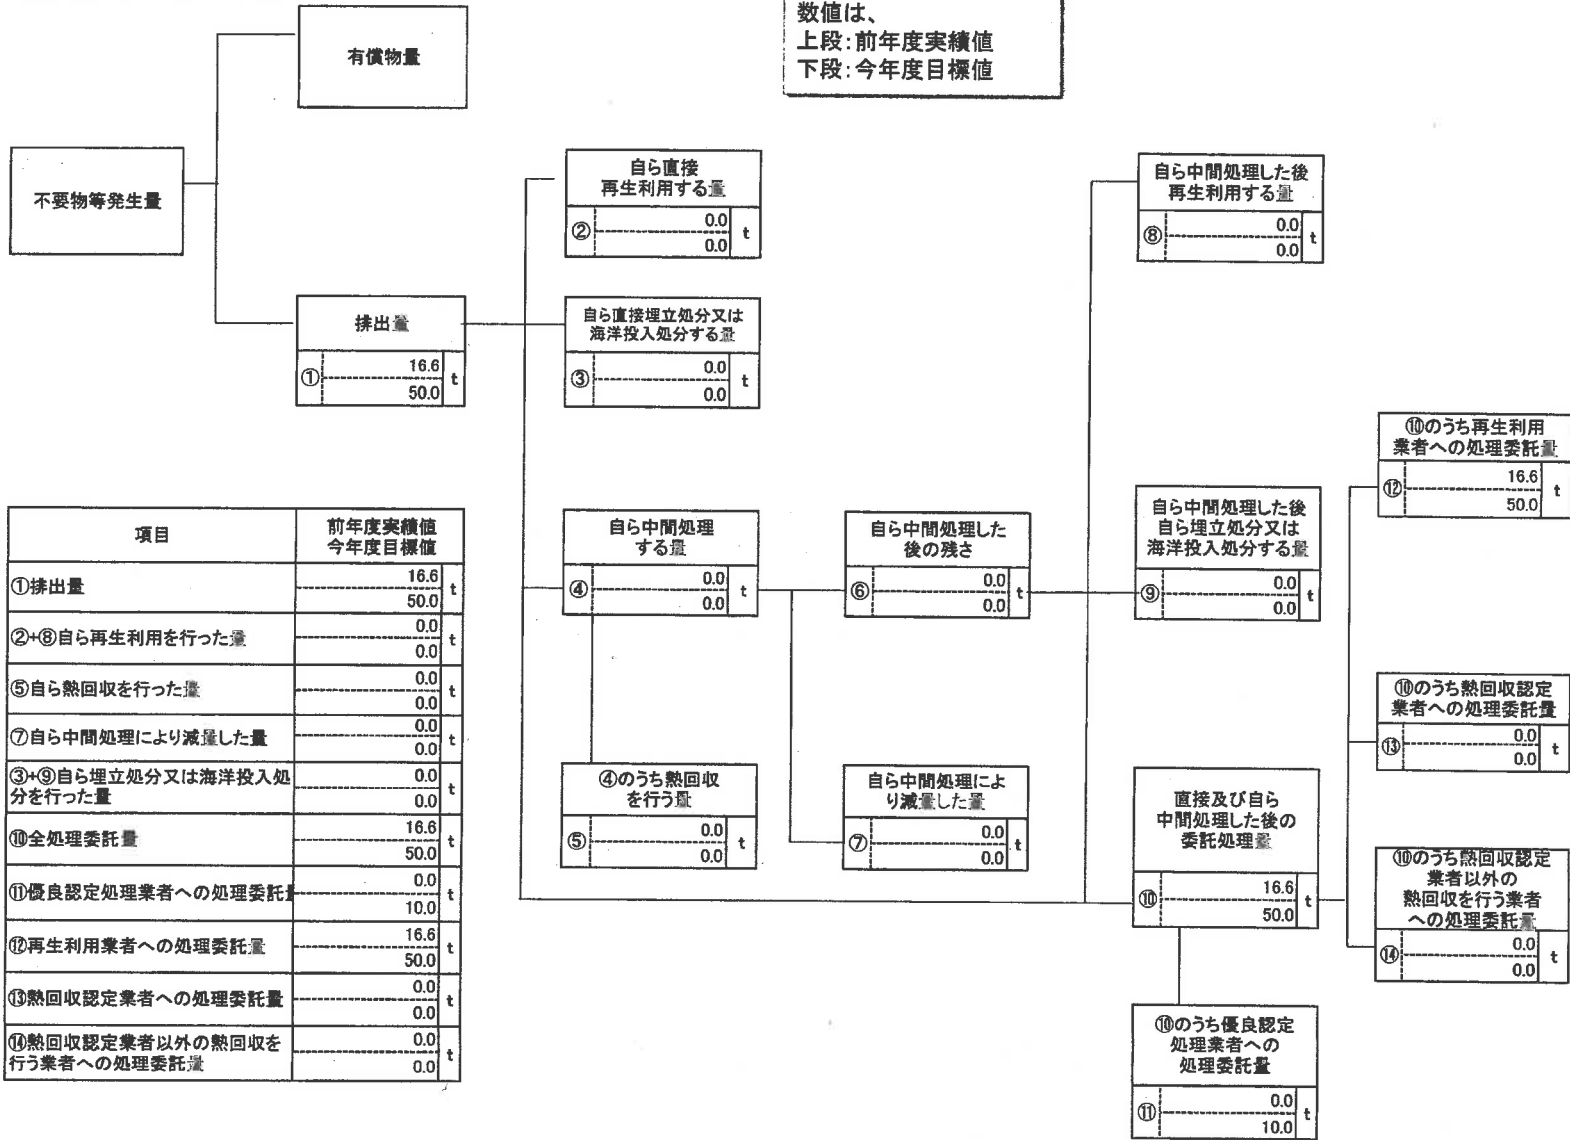 数値は、
上段：前年度実績値
下段：今年度目標値
有償物量
不要物等発生量
排出量
① 16.6 t
50.0
自ら直接
再生利用する量
② 0.0 t
0.0
自ら直接埋立処分又は
海洋投入処分する量
③ 0.0 t
0.0
自ら中間処理した後
再生利用する量
⑧ 0.0 t
0.0
自ら中間処理
する量
④ 0.0 t
0.0
自ら中間処理した
後の残さ
⑥ 0.0 t
0.0
自ら中間処理した後
自ら埋立処分又は
海洋投入処分する量
⑨ 0.0 t
0.0
④のうち熱回収
を行う量
⑤ 0.0 t
0.0
自ら中間処理によ
り減量した量
⑦ 0.0 t
0.0
直接及び自ら
中間処理した後の
委託処理量
⑩ 16.6 t
50.0
⑩のうち優良認定
処理業者への
処理委託量
⑪ 0.0 t
10.0
⑩のうち再生利用
業者への処理委託量
⑫ 16.6 t
50.0
⑩のうち熱回収認定
業者への処理委託量
⑬ 0.0 t
0.0
⑩のうち熱回収認定
業者以外の
熱回収を行う業者
への処理委託量
⑭ 0.0 t
0.0
項目 前年度実績値
今年度目標値
①排出量 16.6 t
50.0
②+⑧自ら再生利用を行った量 0.0 t
0.0
⑤自ら熱回収を行った量 0.0 t
0.0
⑦自ら中間処理により減量した量 0.0 t
0.0
③+⑨自ら埋立処分又は海洋投入処 0.0 t
分を行った量 0.0
⑩全処理委託量 16.6 t
50.0
⑪優良認定処理業者への処理委託量 0.0 t
10.0
⑫再生利用業者への処理委託量 16.6 t
50.0
⑬熱回収認定業者への処理委託量 0.0 t
0.0
⑭熱回収認定業者以外の熱回収を 0.0 t
行う業者への処理委託量 0.0